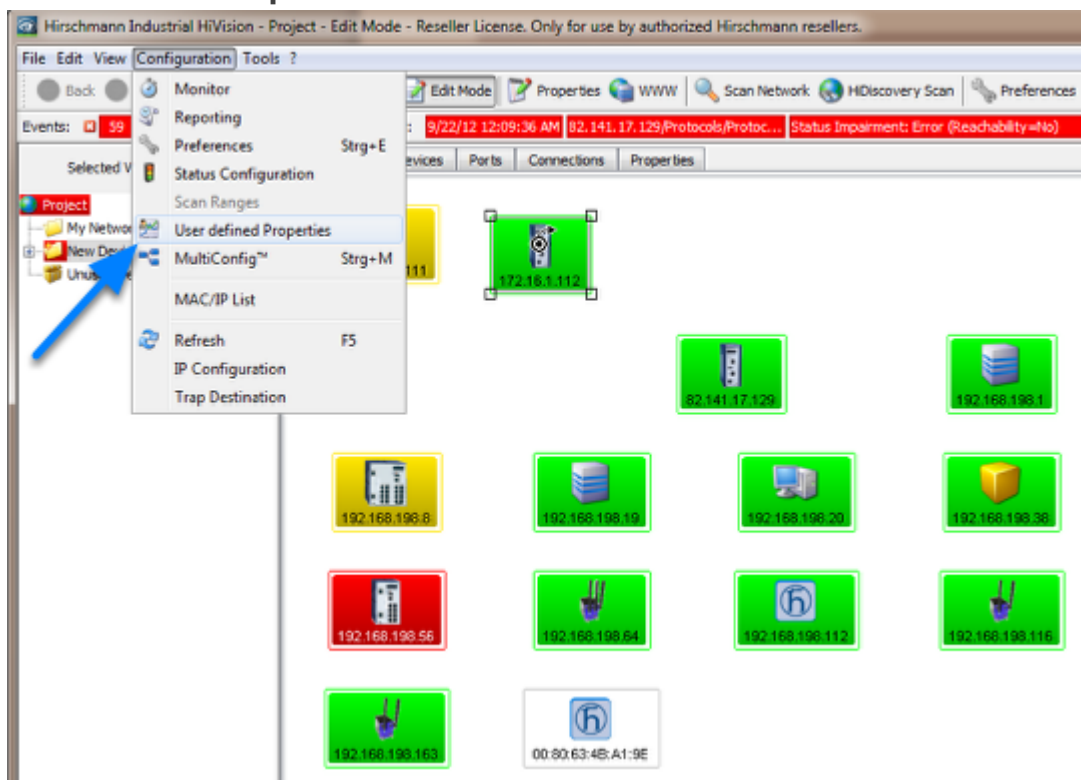 Hirschmann Industrial HiVision - Project - Edit Mode - Reseller License. Only for use by authorized Hirschmann resellers.
File Edit View Configuration Tools ?
Back Edit Mode Properties WWW Scan Network HiDiscovery Scan Preferences
Events: 59 : 9/22/12 12:09:36 AM 82.141.17.129/Protocols/Protoc... Status Impairment: Error (Reachability=No)
Selected V evices Ports Connections Properties
Monitor
Reporting
Preferences Strg+E
Status Configuration
Scan Ranges
User defined Properties
MultiConfig™ Strg+M
MAC/IP List
Refresh F5
IP Configuration
Trap Destination
Project
My Networ
New Devi
111
172.16.1.112
82.141.17.129
192.168.198.1
192.168.198.8
192.168.198.19
192.168.198.20
192.168.198.38
192.168.198.56
192.168.198.64
192.168.198.112
192.168.198.116
192.168.198.163
00:80:63:4B:A1:9E